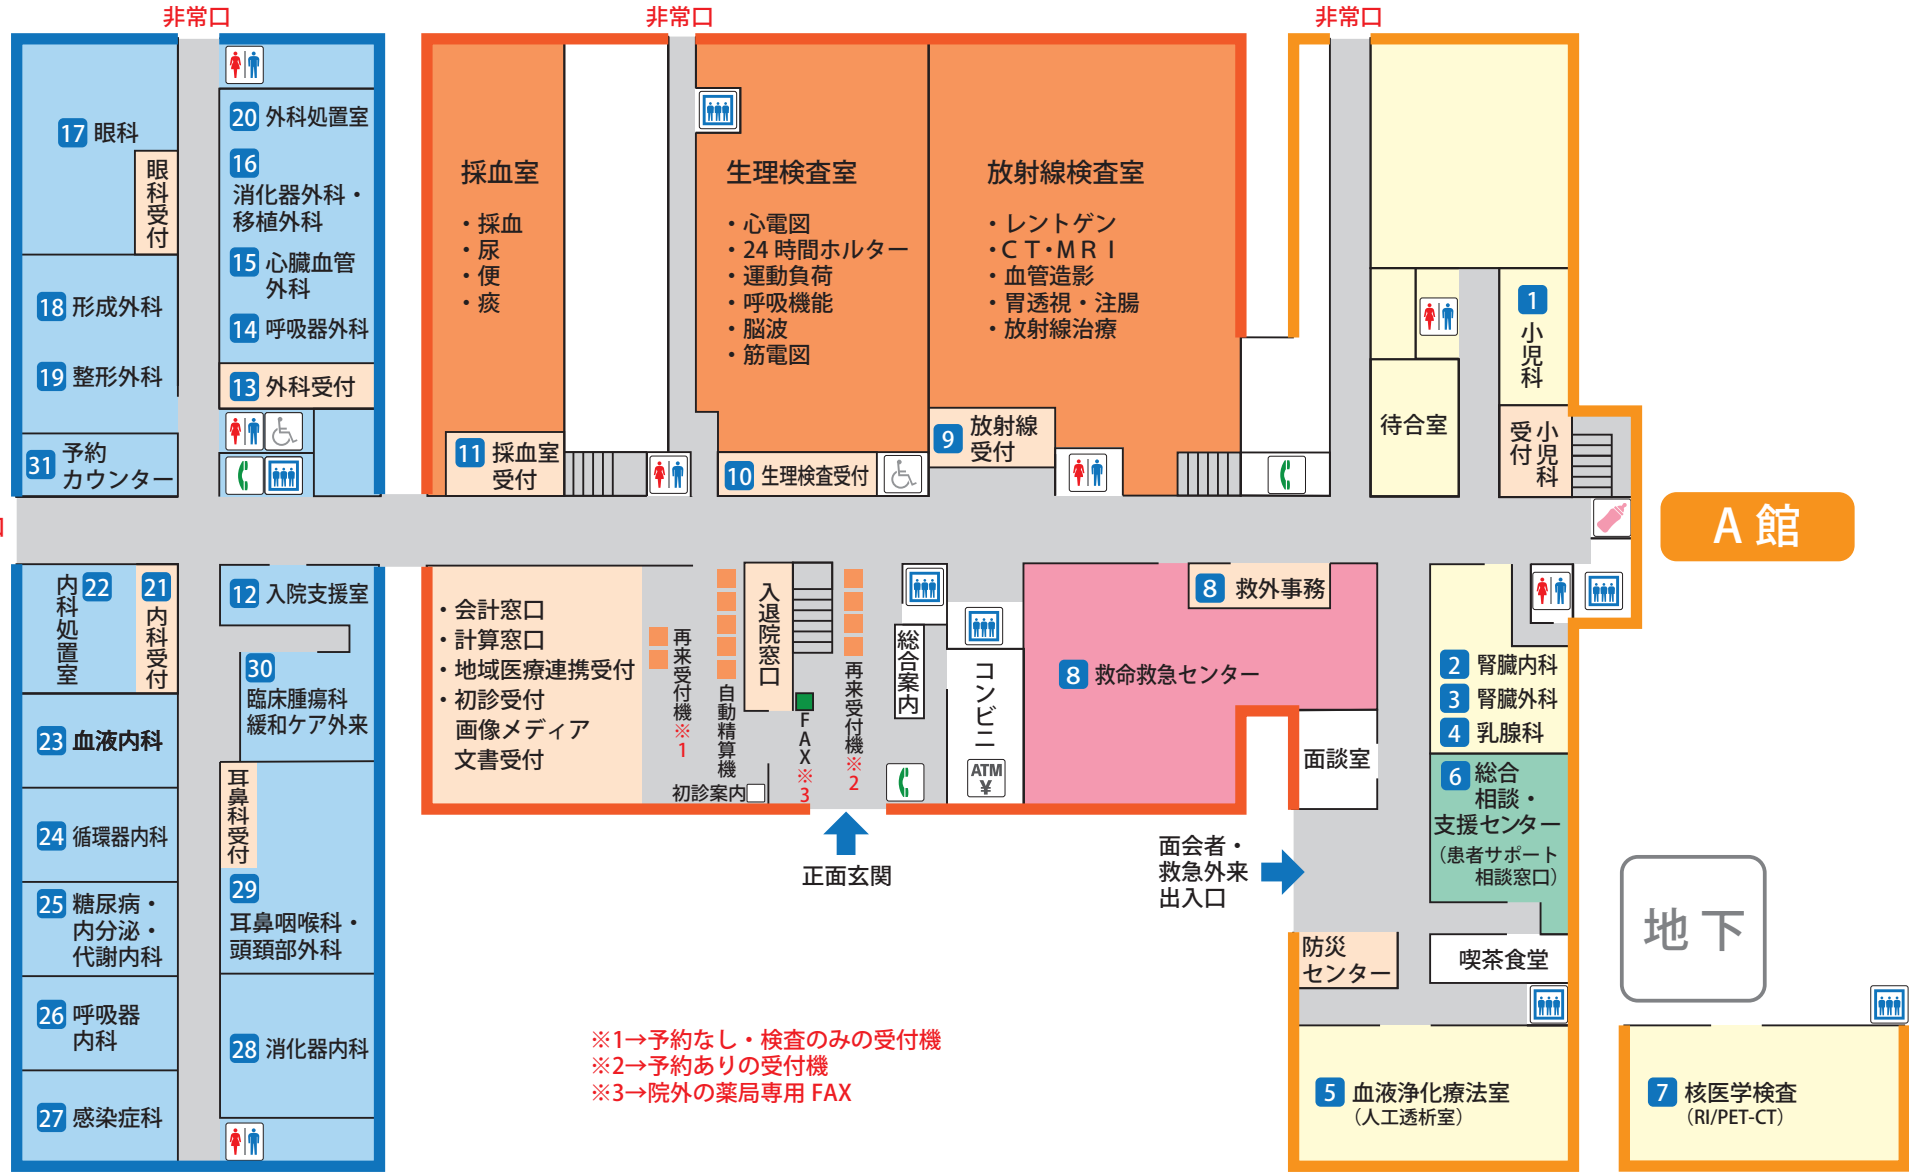 非常口
非常口
非常口
17 眼科
眼科受付
18 形成外科
19 整形外科
31 予約
カウンター
20 外科処置室
16
消化器外科・
移植外科
15 心臓血管
外科
14 呼吸器外科
13 外科受付
採血室
・採血
・尿
・便
・痰
11 採血室
受付
生理検査室
・心電図
・24 時間ホルター
・運動負荷
・呼吸機能
・脳波
・筋電図
10 生理検査受付
放射線検査室
・レントゲン
・CT・MRI
・血管造影
・胃透視・注腸
・放射線治療
9 放射線
受付
待合室
1
小児科
小児科
受付
A 館
口
22
内科処置室
21
内科受付
23 血液内科
24 循環器内科
25 糖尿病・
内分泌・
代謝内科
26 呼吸器
内科
27 感染症科
12 入院支援室
30
臨床腫瘍科
緩和ケア外来
耳鼻科受付
29
耳鼻咽喉科・
頭頚部外科
28 消化器内科
・会計窓口
・計算窓口
・地域医療連携受付
・初診受付
画像メディア
文書受付
再来受付機※1
自動精算機
初診案内
入退院窓口
FAX※3
再来受付機※2
総合案内
コンビニ
ATM
¥
正面玄関
8 救外事務
8 救命救急センター
面談室
面会者・
救急外来
出入口
2 腎臓内科
3 腎臓外科
4 乳腺科
6 総合
相談・
支援センター
（患者サポート
相談窓口）
防災
センター
喫茶食堂
5 血液浄化療法室
（人工透析室）
地下
7 核医学検査
（RI/PET-CT）
※1→予約なし・検査のみの受付機
※2→予約ありの受付機
※3→院外の薬局専用 FAX